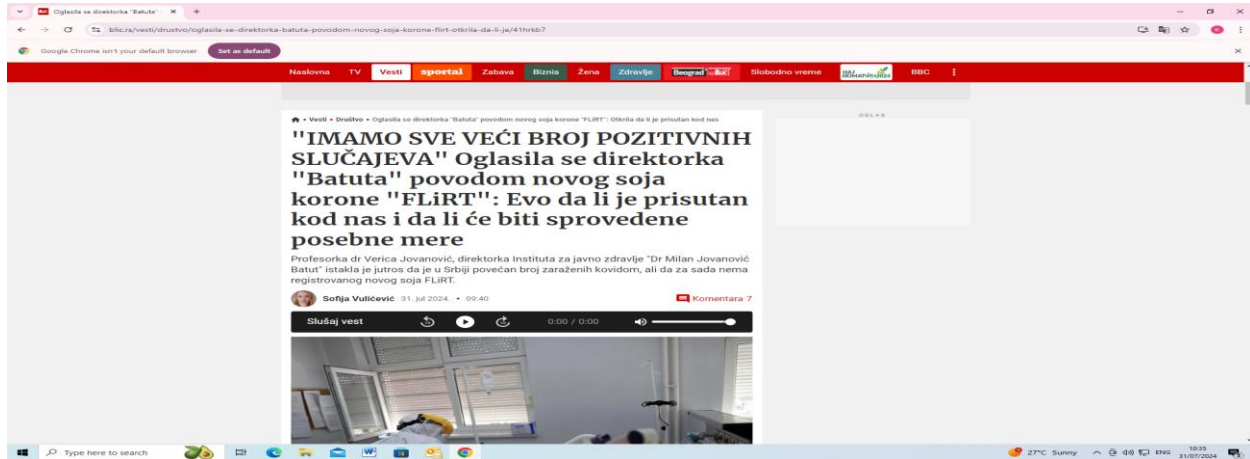 Oglasila se direktorka "Batuta"
blic.rs/vesti/drustvo/oglasila-se-direktorka-batuta-povodom-novog-soja-korone-flirt-otkrila-da-li-je/41hrkb7
Google Chrome isn't your default browser Set as default
Naslovna TV Vesti sportal Zabava Biznis Žena Zdravlje Beograd Slobodno vreme BBC
Vesti • Društvo • Oglasila se direktorka "Batuta" povodom novog soja korone "FLiRT": Otkrila da li je prisutan kod nas
OGLAS
"IMAMO SVE VEĆI BROJ POZITIVNIH
SLUČAJEVA" Oglasila se direktorka
"Batuta" povodom novog soja
korone "FLiRT": Evo da li je prisutan
kod nas i da li će biti sprovedene
posebne mere
Profesorka dr Verica Jovanović, direktorka Instituta za javno zdravlje "Dr Milan Jovanović
Batut" istakla je jutros da je u Srbiji povećan broj zaraženih kovidom, ali da za sada nema
registrovanog novog soja FLiRT.
Sofija Vulićević 31. jul 2024. • 09:40 Komentara 7
Slušaj vest 0:00 / 0:00
Type here to search 27°C Sunny ENG 10:35
31/07/2024